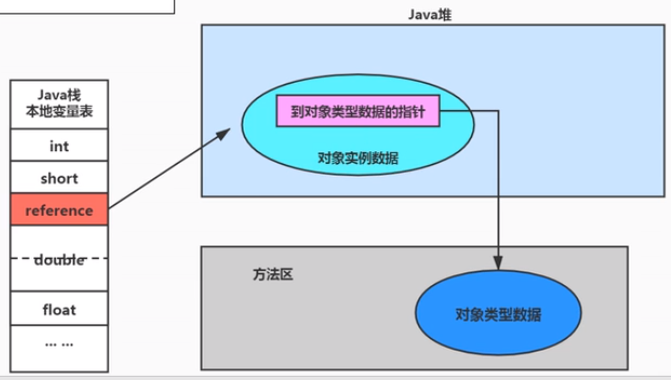 Java堆
Java栈
本地变量表
int
short
reference
double
float
... ...
到对象类型数据的指针
对象实例数据
方法区
对象类型数据